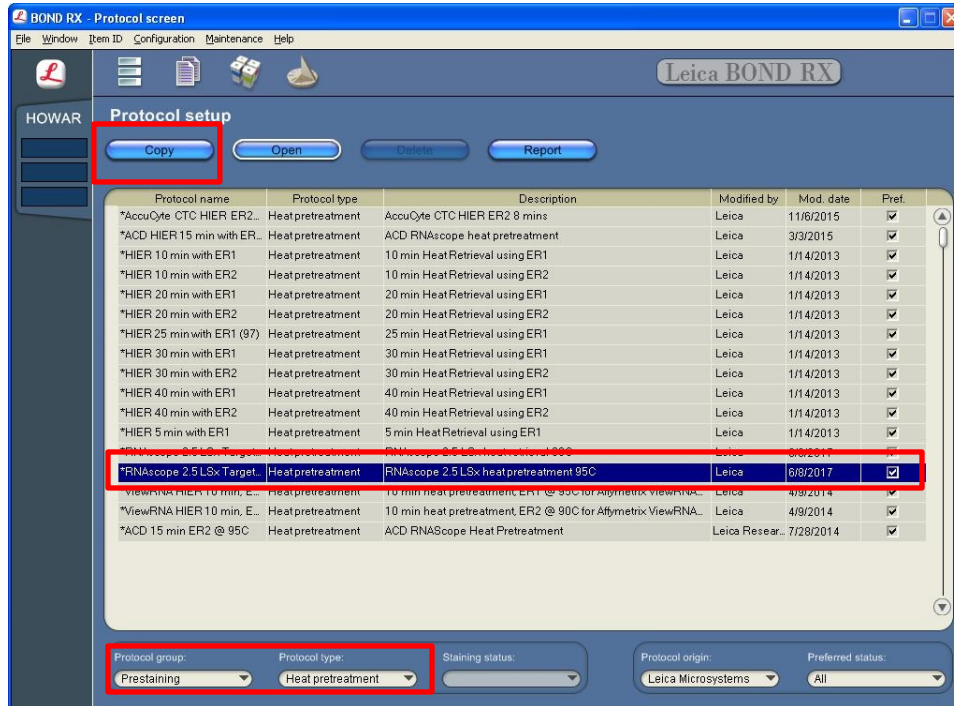 BOND RX - Protocol screen
File Window Item ID Configuration Maintenance Help
Leica BOND RX
HOWAR
Protocol setup
Copy Open Delete Report
Protocol name Protocol type Description Modified by Mod. date Pref.
*AccuCyte CTC HIER ER2... Heat pretreatment AccuCyte CTC HIER ER2 8 mins Leica 11/6/2015
*ACD HIER 15 min with ER... Heat pretreatment ACD RNAscope heat pretreatment Leica 3/3/2015
*HIER 10 min with ER1 Heat pretreatment 10 min Heat Retrieval using ER1 Leica 1/14/2013
*HIER 10 min with ER2 Heat pretreatment 10 min Heat Retrieval using ER2 Leica 1/14/2013
*HIER 20 min with ER1 Heat pretreatment 20 min Heat Retrieval using ER1 Leica 1/14/2013
*HIER 20 min with ER2 Heat pretreatment 20 min Heat Retrieval using ER2 Leica 1/14/2013
*HIER 25 min with ER1 (97) Heat pretreatment 25 min Heat Retrieval using ER1 Leica 1/14/2013
*HIER 30 min with ER1 Heat pretreatment 30 min Heat Retrieval using ER1 Leica 1/14/2013
*HIER 30 min with ER2 Heat pretreatment 30 min Heat Retrieval using ER2 Leica 1/14/2013
*HIER 40 min with ER1 Heat pretreatment 40 min Heat Retrieval using ER1 Leica 1/14/2013
*HIER 40 min with ER2 Heat pretreatment 40 min Heat Retrieval using ER2 Leica 1/14/2013
*HIER 5 min with ER1 Heat pretreatment 5 min Heat Retrieval using ER1 Leica 1/14/2013
*RNAscope 2.5 LSx Target... Heat pretreatment RNAscope 2.5 LSx heat pretreatment 95C Leica 6/8/2017
*ViewRNA HIER 10 min, E... Heat pretreatment 10 min heat pretreatment, ER1 @ 95C for Affymetrix ViewRNA... Leica 4/9/2014
*ViewRNA HIER 10 min, E... Heat pretreatment 10 min heat pretreatment, ER2 @ 90C for Affymetrix ViewRNA... Leica 4/9/2014
*ACD 15 min ER2 @ 95C Heat pretreatment ACD RNAScope Heat Pretreatment Leica Resear... 7/28/2014
Protocol group: Protocol type: Staining status: Protocol origin: Preferred status:
Prestaining Heat pretreatment Leica Microsystems All